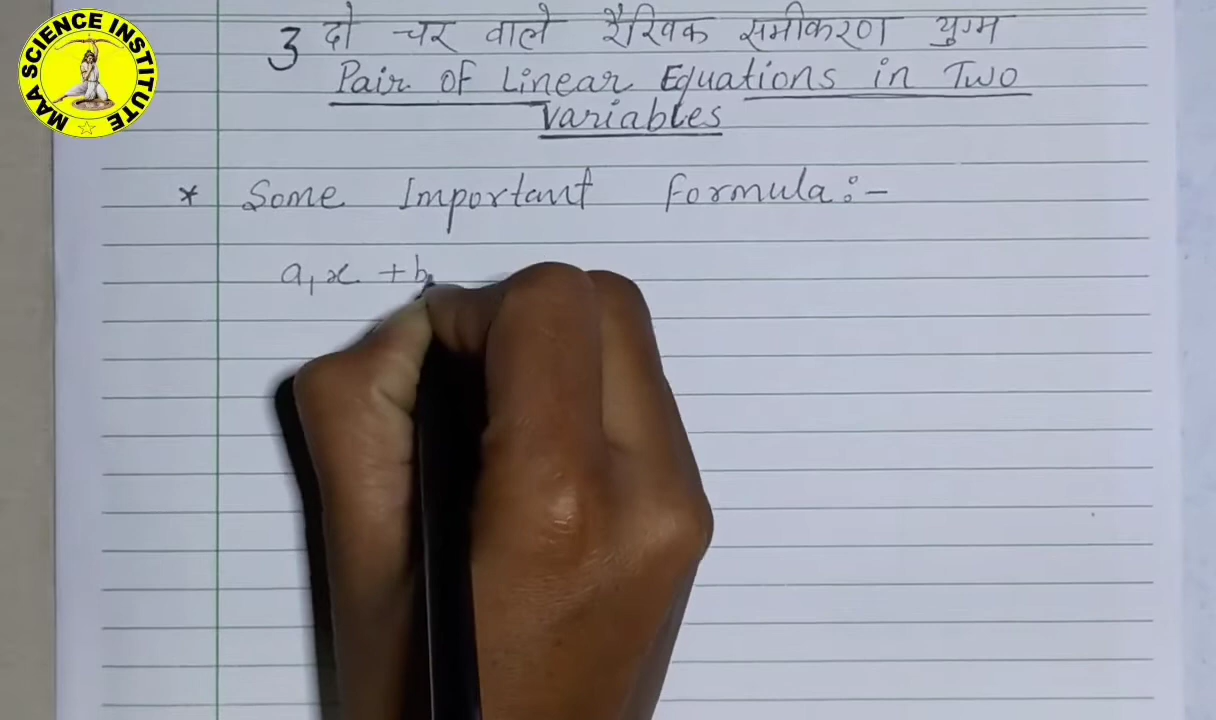 MAA SCIENCE INSTITUTE
3 दो चर वाले रैखिक समीकरण युग्म
Pair of Linear Equations in Two
Variables
* Some Important Formula:-
a₁x + b